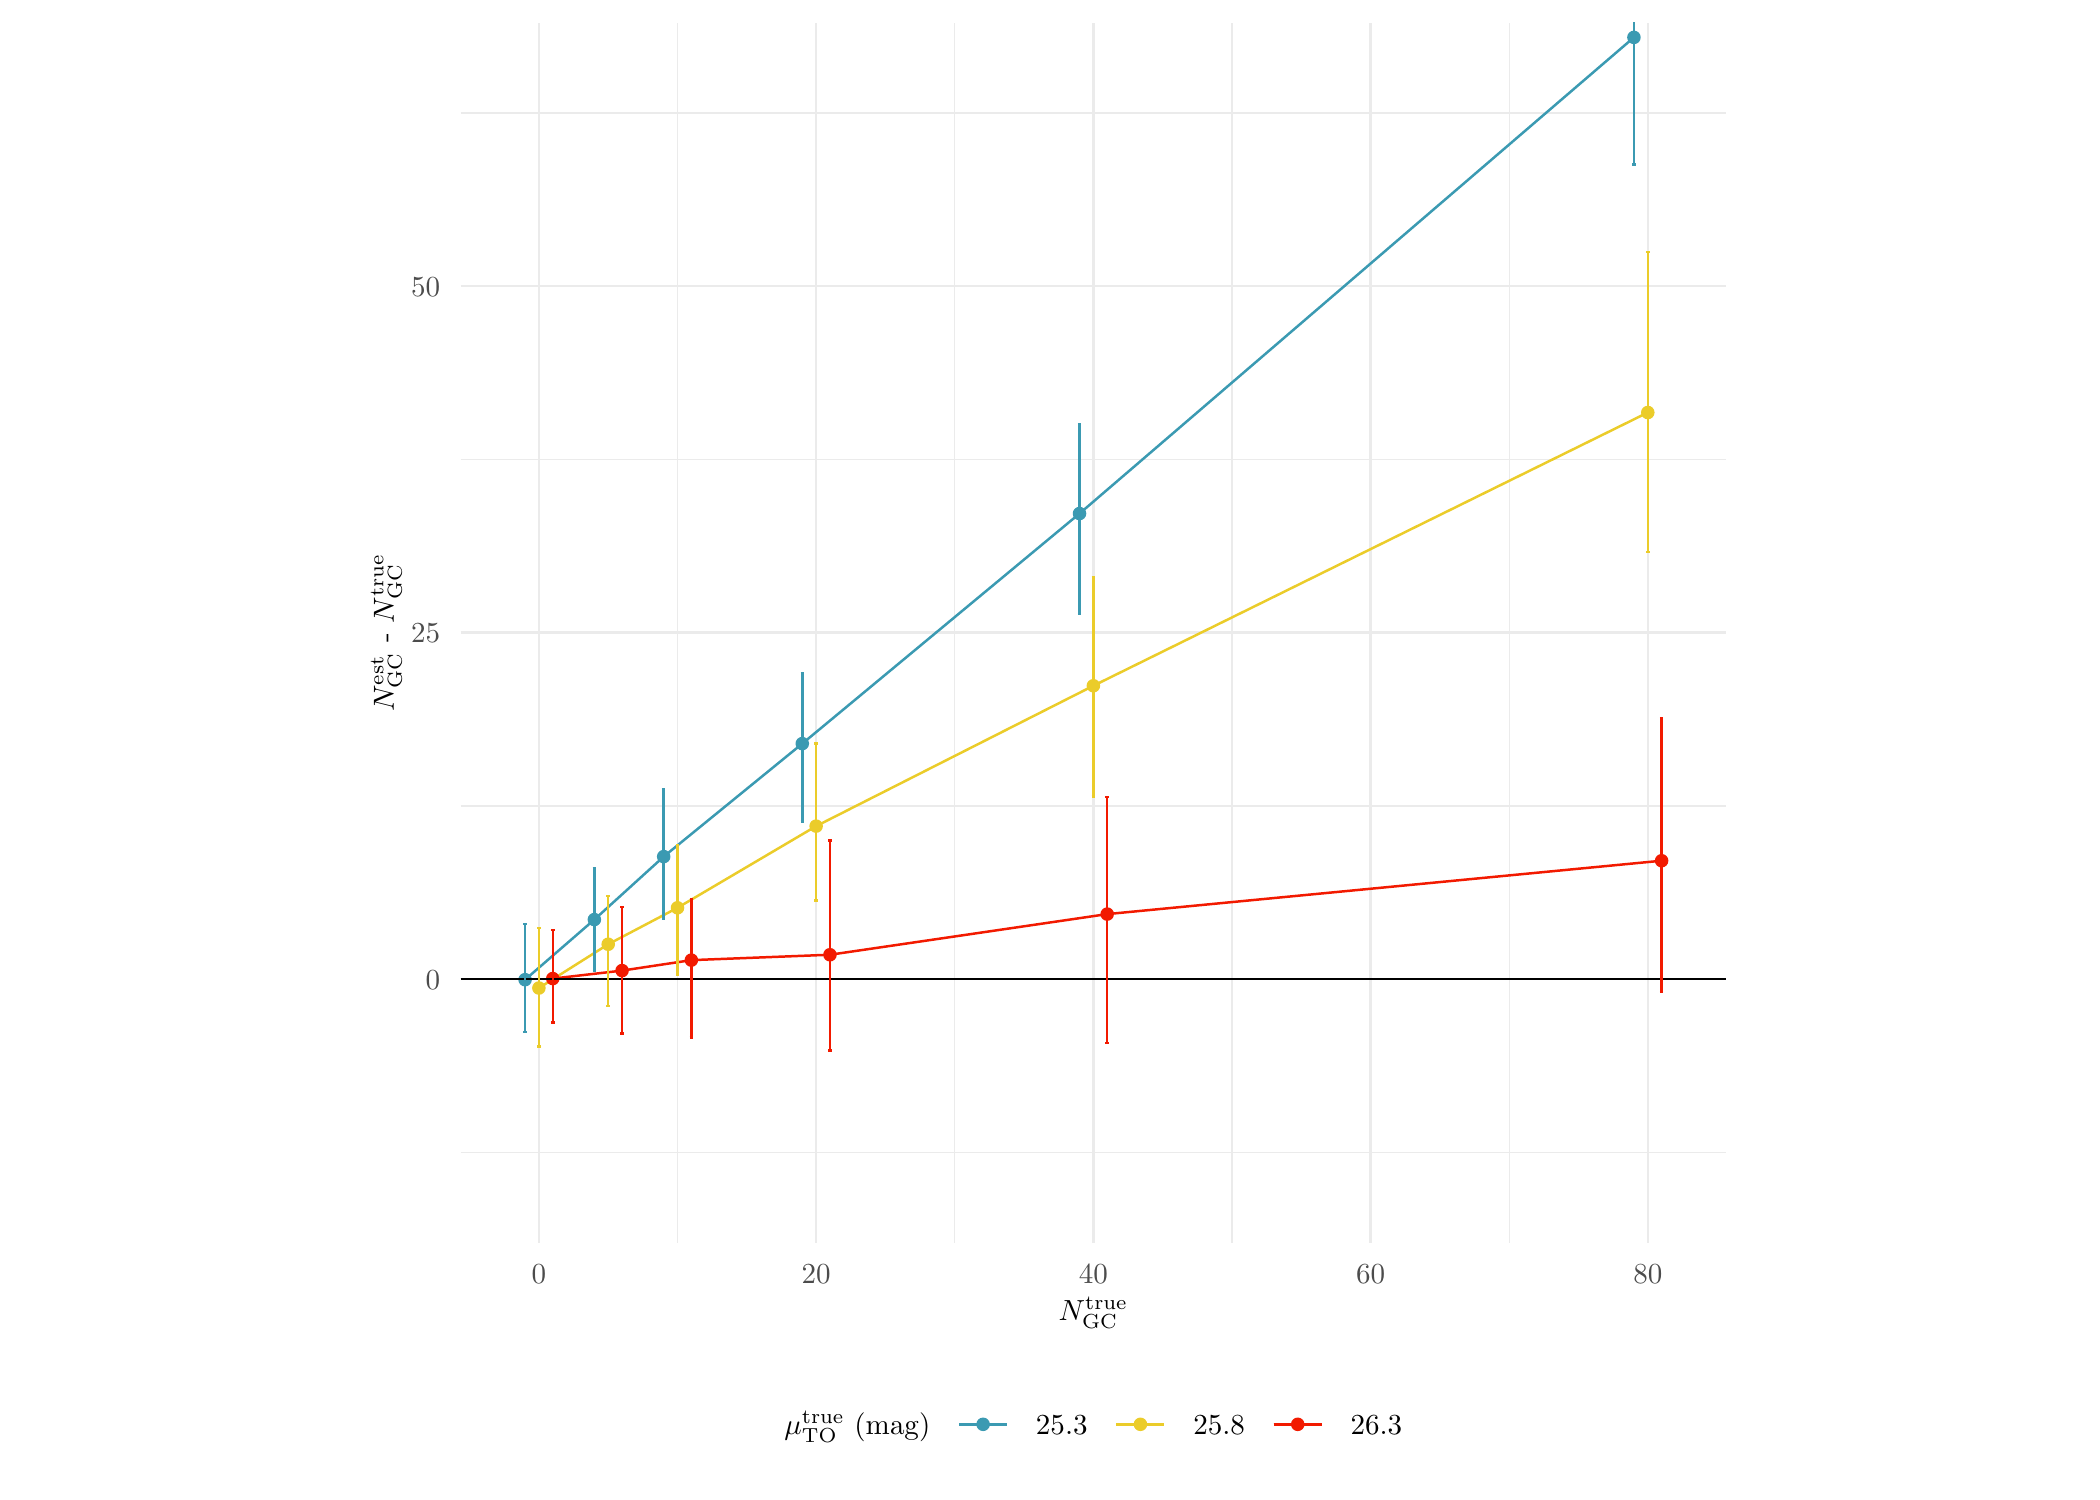 50
25
0
N_GC^est - N_GC^true
0 20 40 60 80
N_GC^true
μ_TO^true (mag) 25.3 25.8 26.3